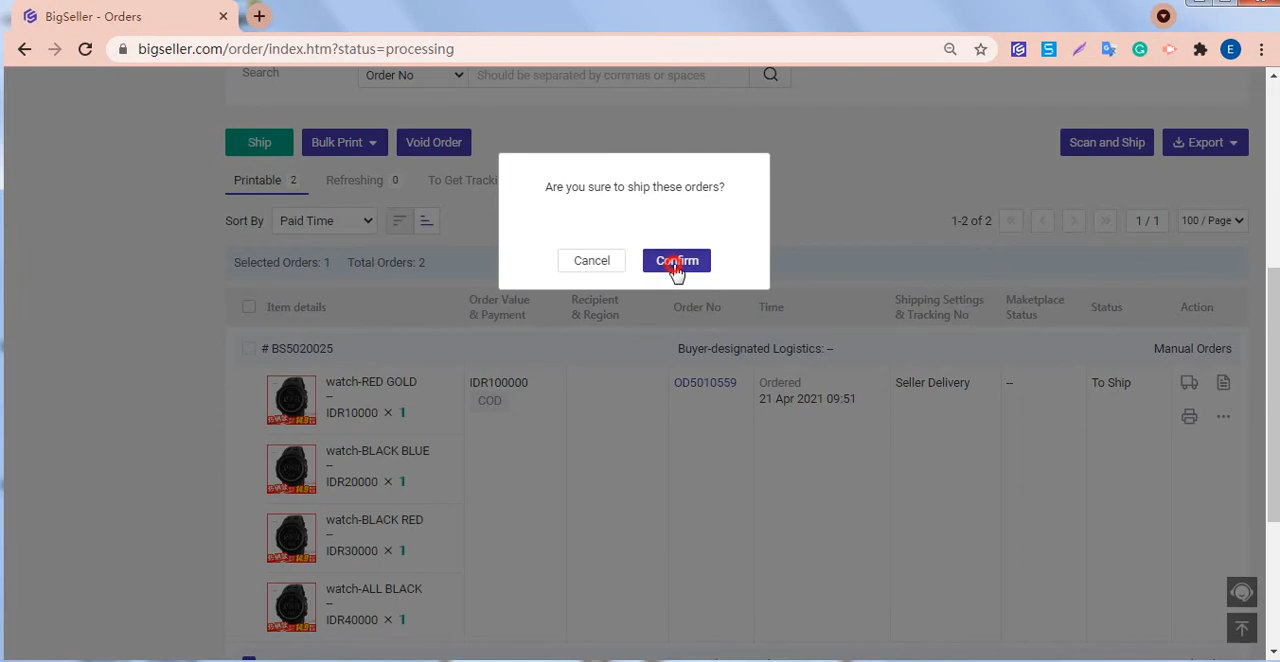 BigSeller - Orders
bigseller.com/order/index.htm?status=processing
E
Search
Order No
Should be separated by commas or spaces
Ship
Bulk Print
Void Order
Scan and Ship
Export
Printable 2
Refreshing 0
To Get Tracki
Are you sure to ship these orders?
Cancel
Confirm
Sort By
Paid Time
1-2 of 2
1 / 1
100 / Page
Selected Orders: 1
Total Orders: 2
Item details
Order Value
& Payment
Recipient
& Region
Order No
Time
Shipping Settings
& Tracking No
Marketplace
Status
Status
Action
# BS5020025
Buyer-designated Logistics: --
Manual Orders
watch-RED GOLD
--
IDR10000 × 1
IDR100000
COD
OD5010559
Ordered
21 Apr 2021 09:51
Seller Delivery
--
To Ship
watch-BLACK BLUE
--
IDR20000 × 1
watch-BLACK RED
--
IDR30000 × 1
watch-ALL BLACK
--
IDR40000 × 1